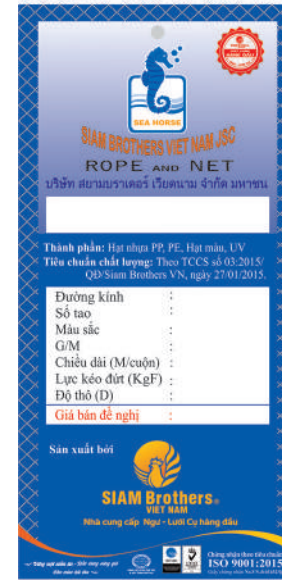 SEA HORSE
SIAM BROTHERS VIET NAM JSC
ROPE AND NET
บริษัท สยามบราเดอร์ เวียดนาม จำกัด มหาชน
Thành phần: Hạt nhựa PP, PE, Hạt màu, UV
Tiêu chuẩn chất lượng: Theo TCCS số 03:2015/
QĐ/Siam Brothers VN, ngày 27/01/2015.
Đường kính :
Số tao :
Màu sắc :
G/M :
Chiều dài (M/cuộn) :
Lực kéo đứt (KgF) :
Độ thô (D) :
Giá bán đề nghị :
Sản xuất bởi
SIAM Brothers®
VIET NAM
Nhà cung cấp Ngư - Lưới Cụ hàng đầu
Chứng nhận theo tiêu chuẩn
ISO 9001:2015